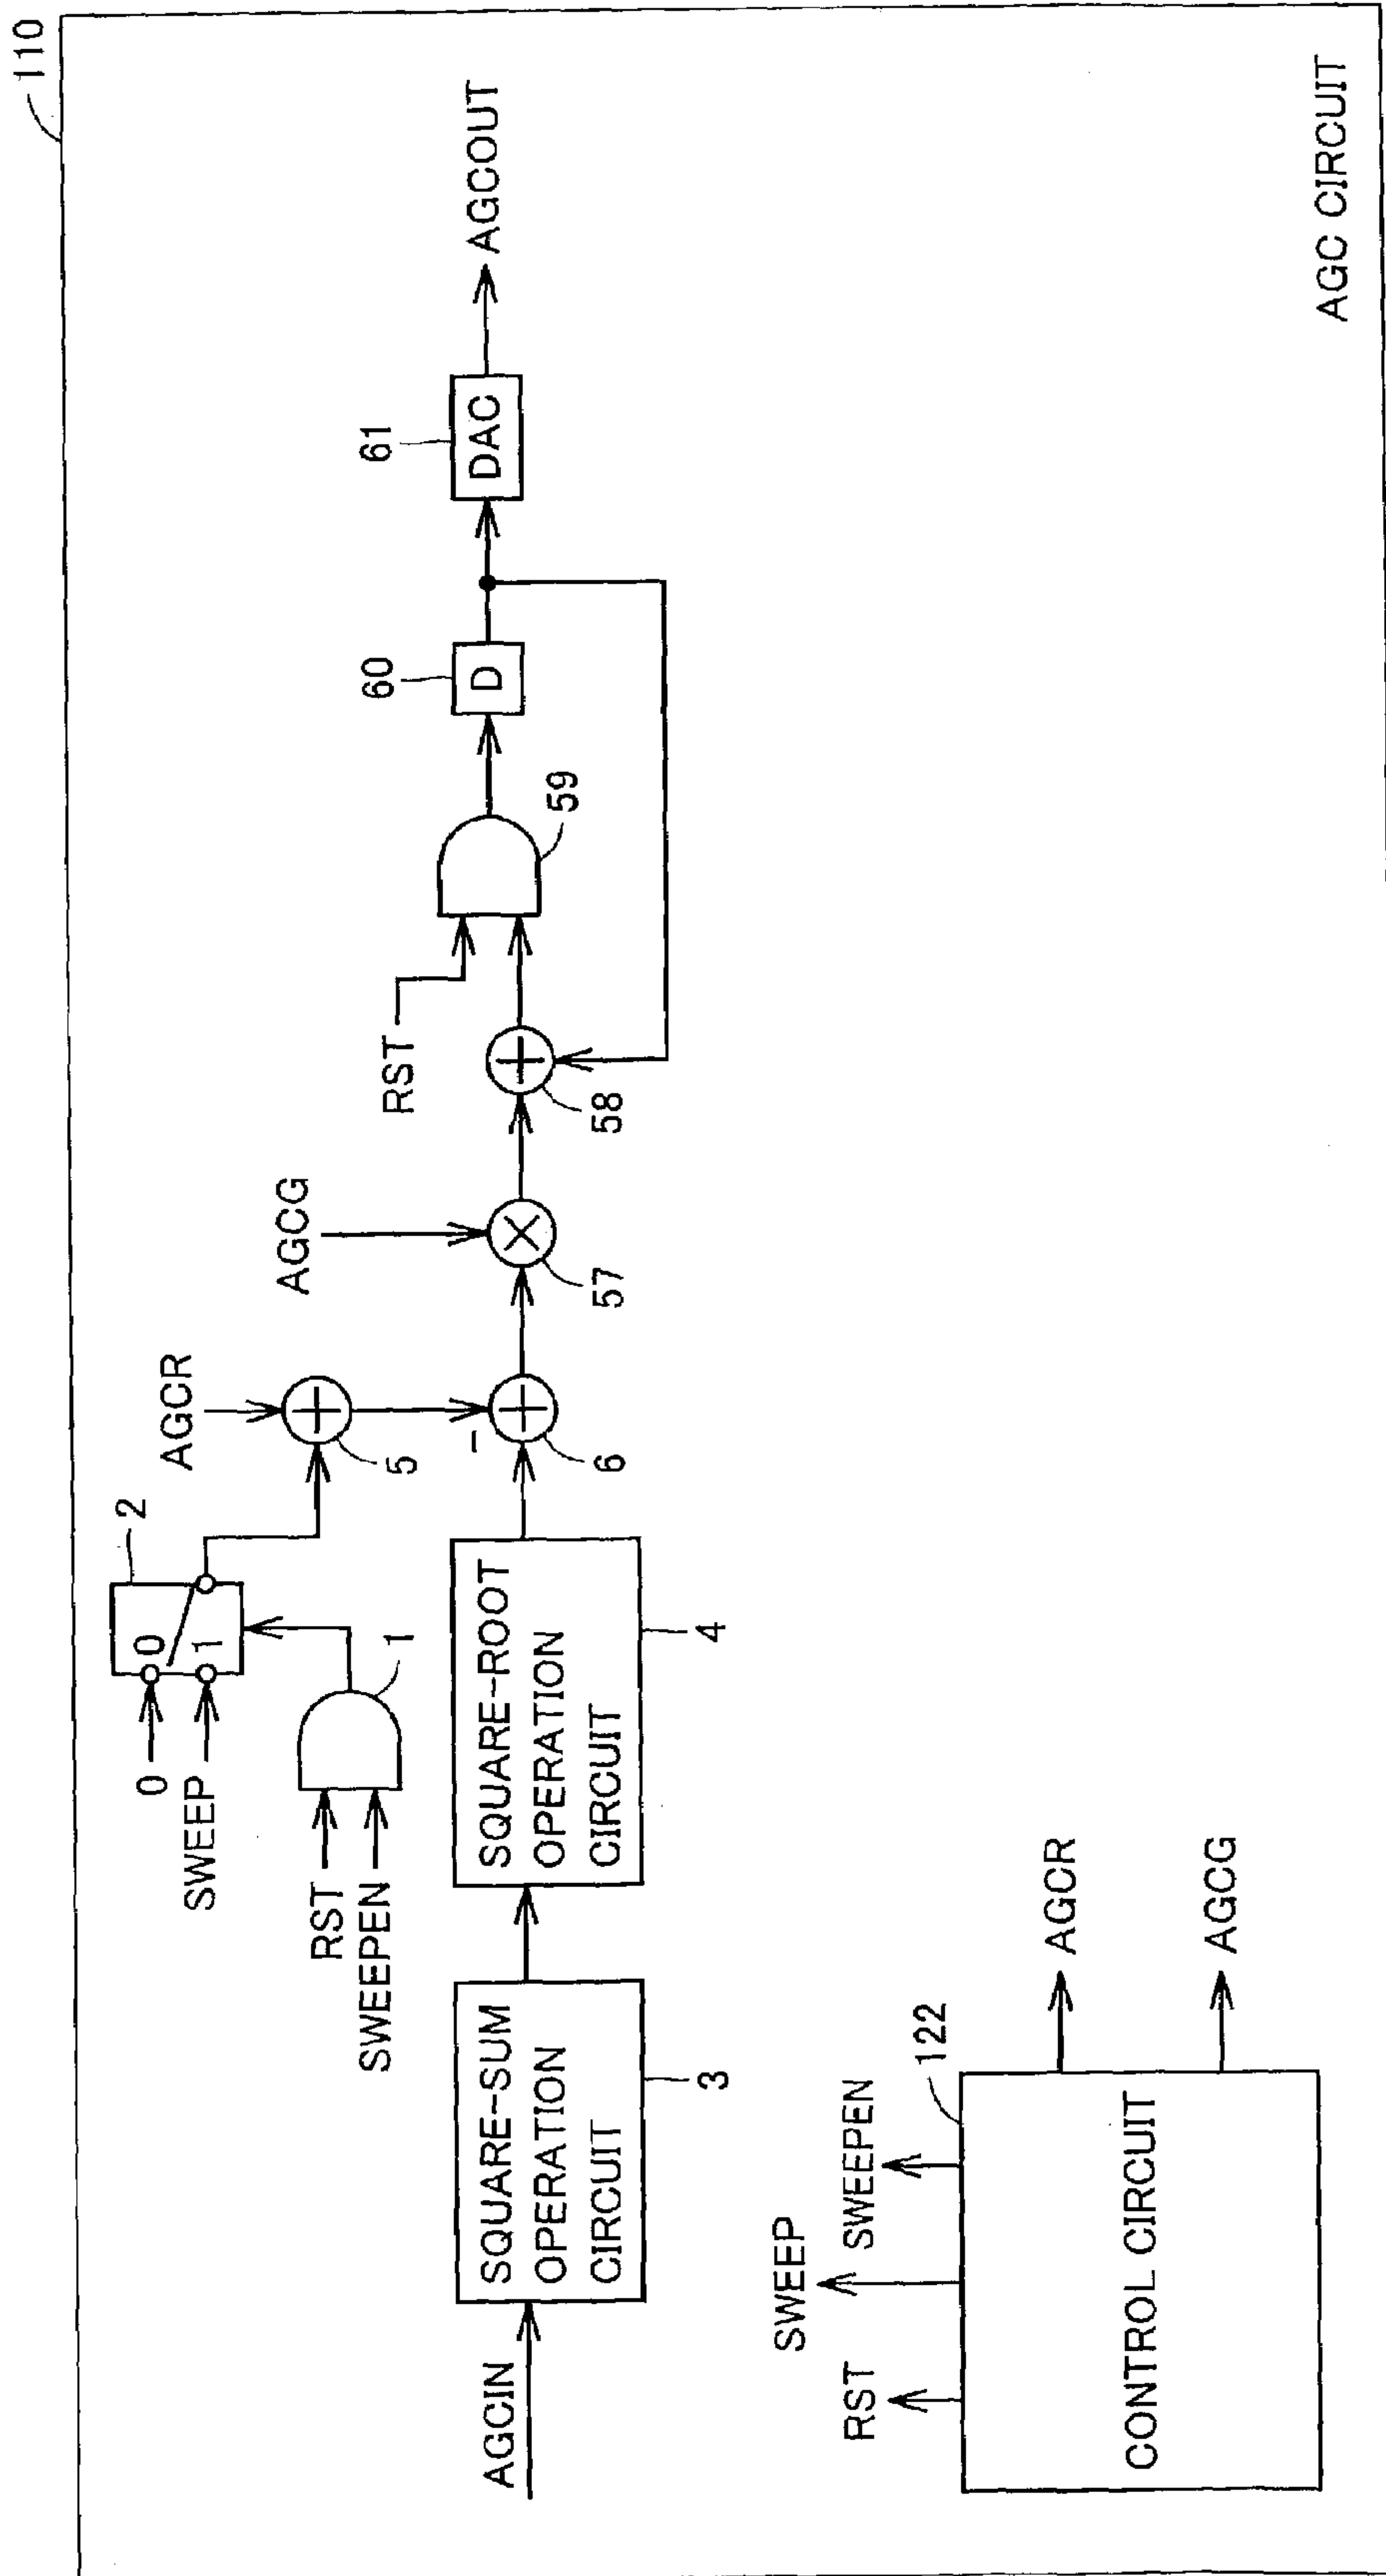 110
AGC CIRCUIT
AGCIN
SQUARE-SUM
OPERATION
CIRCUIT
3
SQUARE-ROOT
OPERATION
CIRCUIT
4
0
SWEEP
0
1
2
RST
SWEEPEN
1
AGCR
+
5
-
+
6
AGCG
×
57
+
58
RST
59
D
60
DAC
61
AGCOUT
RST
SWEEP
SWEEPEN
122
CONTROL CIRCUIT
AGCR
AGCG